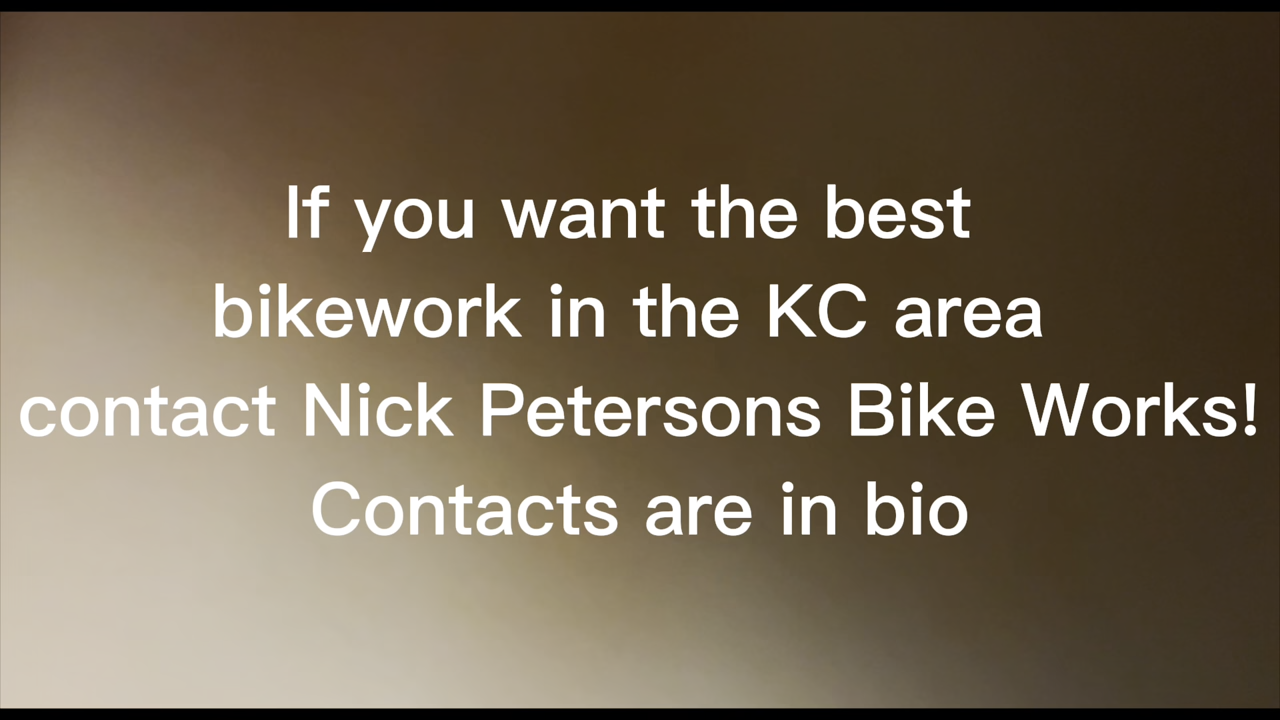 If you want the best
bikework in the KC area
contact Nick Petersons Bike Works!
Contacts are in bio